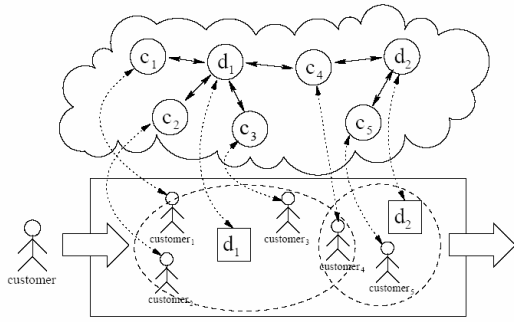 c1 d1 c4 d2
c2 c3 c5
customer1 d1 customer3 d2
customer customer2 customer4 customer5